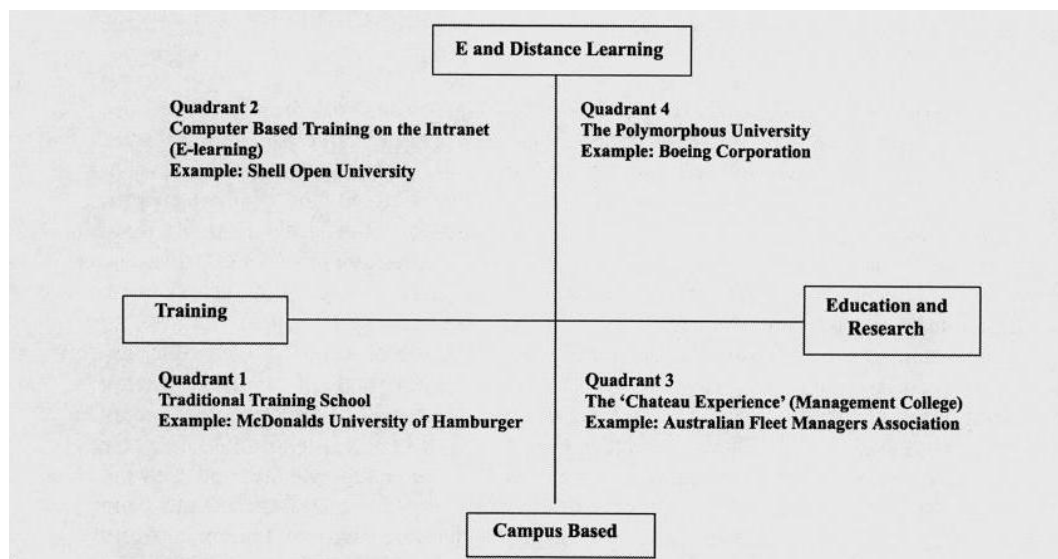 E and Distance Learning
Quadrant 2
Computer Based Training on the Intranet
(E-learning)
Example: Shell Open University
Quadrant 4
The Polymorphous University
Example: Boeing Corporation
Training
Education and
Research
Quadrant 1
Traditional Training School
Example: McDonalds University of Hamburger
Quadrant 3
The ‘Chateau Experience’ (Management College)
Example: Australian Fleet Managers Association
Campus Based